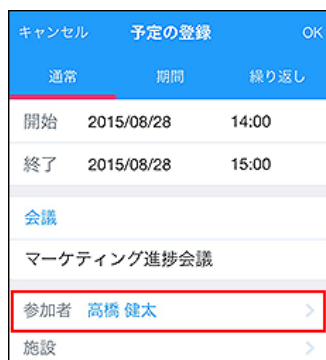 キャンセル 予定の登録 OK
通常 期間 繰り返し
開始 2015/08/28 14:00
終了 2015/08/28 15:00
会議
マーケティング進捗会議
参加者 高橋 健太
施設